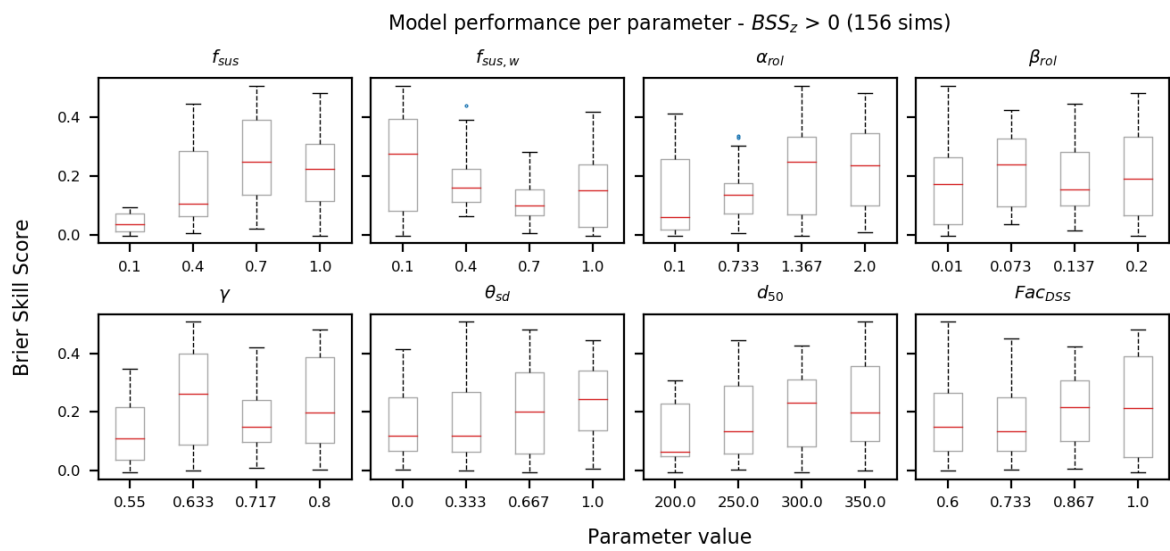 Model performance per parameter - BSS_z > 0 (156 sims)
f_sus f_sus,w α_rol β_rol
0.4
0.2
0.0
0.1 0.4 0.7 1.0 0.1 0.4 0.7 1.0 0.1 0.733 1.367 2.0 0.01 0.073 0.137 0.2
γ θ_sd d_50 Fac_DSS
0.4
0.2
0.0
0.55 0.633 0.717 0.8 0.0 0.333 0.667 1.0 200.0 250.0 300.0 350.0 0.6 0.733 0.867 1.0
Brier Skill Score
Parameter value